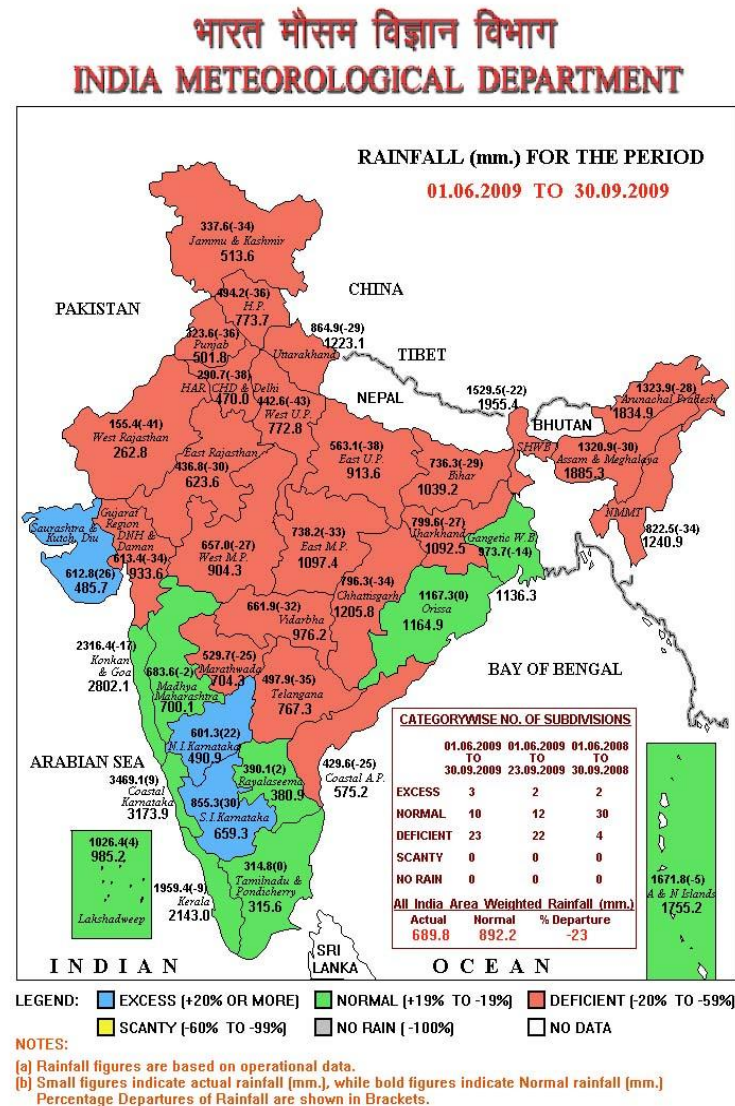 भारत मौसम विज्ञान विभाग
INDIA METEOROLOGICAL DEPARTMENT
RAINFALL (mm.) FOR THE PERIOD
01.06.2009 TO 30.09.2009
337.6(-34)
Jammu & Kashmir
513.6
CHINA
494.2(-36)
H.P.
773.7
PAKISTAN
323.6(-36)
Punjab
501.8
864.9(-29)
1223.1
Uttarakhand
TIBET
290.7(-38)
HAR CHD & Delhi
470.0
NEPAL
442.6(-43)
West U.P.
772.8
1529.5(-22)
1955.4
1323.9(-28)
Arunachal Pradesh
1834.9
BHUTAN
155.4(-41)
West Rajasthan
262.8
East Rajasthan
436.8(-30)
623.6
563.1(-38)
East U.P.
913.6
736.3(-29)
Bihar
1039.2
SHWB
1320.9(-30)
Assam & Meghalaya
1885.3
NMMT
822.5(-34)
1240.9
Saurashtra &
Kutch, Diu
612.8(26)
485.7
Gujarat
Region
DNH &
Daman
613.4(-34)
933.6
657.0(-27)
West M.P.
904.3
738.2(-33)
East M.P.
1097.4
799.6(-27)
Jharkhand
1092.5
Gangetic W.B.
973.7(-14)
1136.3
796.3(-34)
Chhattisgarh
1205.8
1167.3(0)
Orissa
1164.9
661.9(-32)
Vidarbha
976.2
2316.4(-17)
Konkan
& Goa
2802.1
683.6(-2)
Madhya
Maharashtra
700.1
529.7(-25)
Marathwada
704.3
497.9(-35)
Telangana
767.3
BAY OF BENGAL
601.3(22)
N.I.Karnataka
490.9
ARABIAN SEA
3469.1(9)
Coastal
Karnataka
3173.9
390.1(2)
Rayalaseema
380.9
429.6(-25)
Coastal A.P.
575.2
855.3(30)
S.I.Karnataka
659.3
1026.4(4)
985.2
Lakshadweep
1959.4(-9)
Kerala
2143.0
314.8(0)
Tamilnadu &
Pondicherry
315.6
CATEGORYWISE NO. OF SUBDIVISIONS
01.06.2009 01.06.2009 01.06.2008
TO TO TO
30.09.2009 23.09.2009 30.09.2008
EXCESS 3 2 2
NORMAL 10 12 30
DEFICIENT 23 22 4
SCANTY 0 0 0
NO RAIN 0 0 0
All India Area Weighted Rainfall (mm.)
Actual Normal % Departure
689.8 892.2 -23
1671.8(-5)
A & N Islands
1755.2
SRI
LANKA
INDIAN OCEAN
LEGEND: EXCESS (+20% OR MORE) NORMAL (+19% TO -19%) DEFICIENT (-20% TO -59%)
SCANTY (-60% TO -99%) NO RAIN (-100%) NO DATA
NOTES:
(a) Rainfall figures are based on operational data.
(b) Small figures indicate actual rainfall (mm.), while bold figures indicate Normal rainfall (mm.)
Percentage Departures of Rainfall are shown in Brackets.